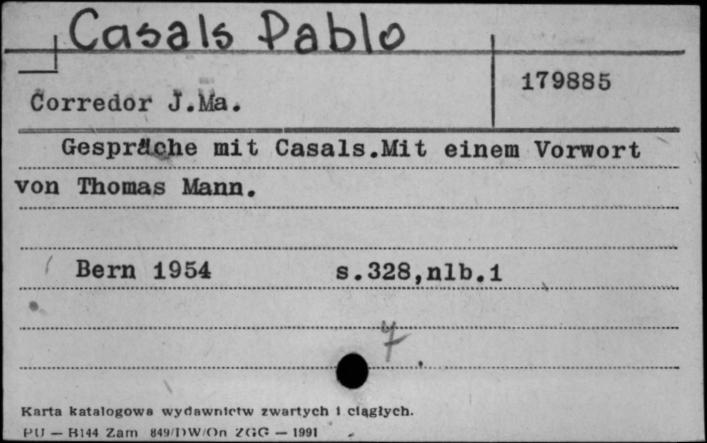 Casals Pablo
179885
Corredor J.Ma.
Gespräche mit Casals.Mit einem Vorwort
von Thomas Mann.
Bern 1954 s.328,nlb.1
7
Karta katalogowa wydawnictw zwartych i ciągłych.
PU — B144 Zam 849/DW/On ZGG — 1991